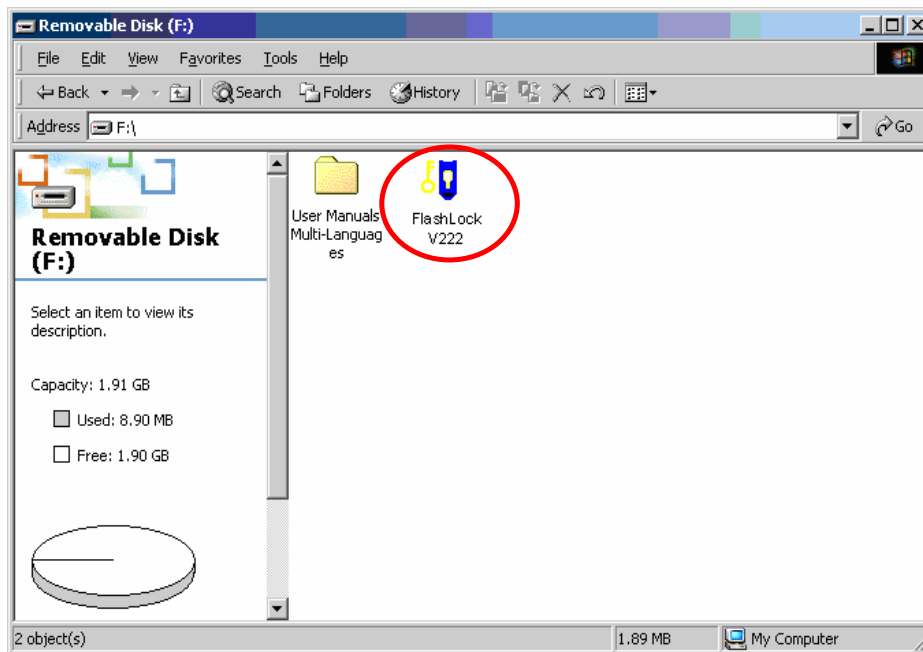 Removable Disk (F:)
File Edit View Favorites Tools Help
Back Search Folders History
Address F:\ Go
Removable Disk
(F:)
Select an item to view its
description.
Capacity: 1.91 GB
Used: 8.90 MB
Free: 1.90 GB
User Manuals
Multi-Languag
es
FlashLock
V222
2 object(s) 1.89 MB My Computer